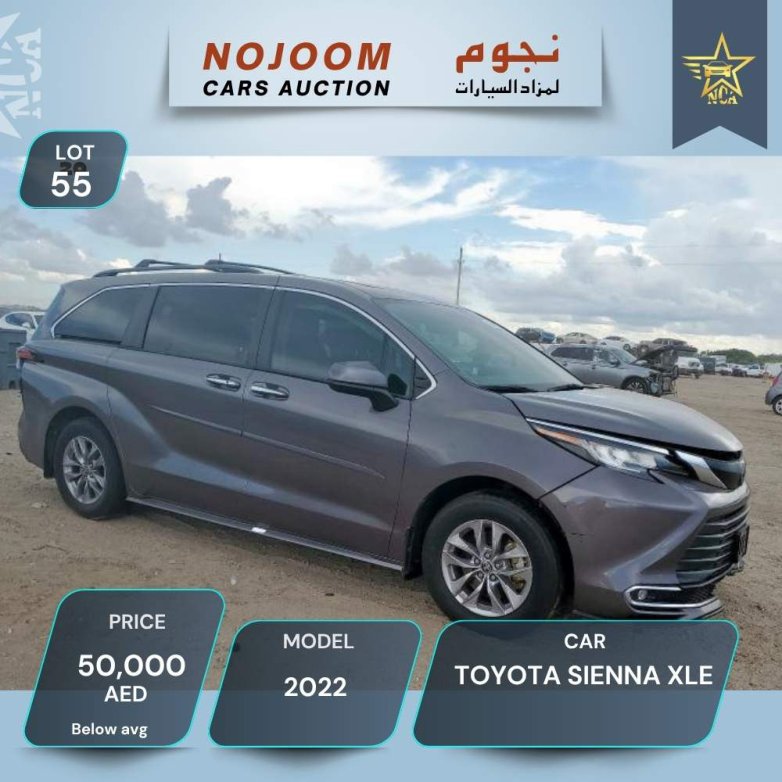 NOJOOM
CARS AUCTION
نجوم
لمزاد السيارات
NCA
NCA
LOT
55
PRICE
50,000
AED
Below avg
MODEL
2022
CAR
TOYOTA SIENNA XLE